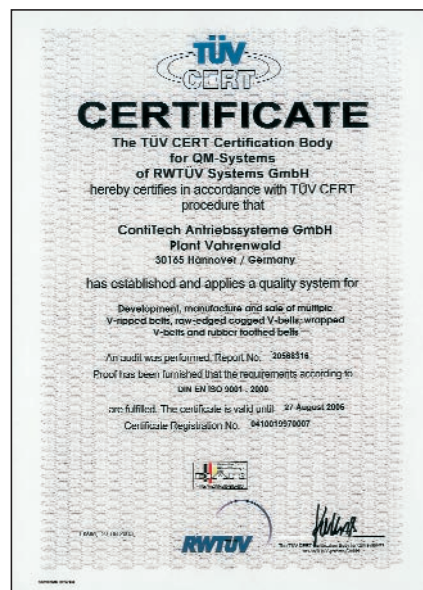 TÜV
CERT
CERTIFICATE
The TÜV CERT Certification Body
for QM-Systems
of RWTÜV Systems GmbH
hereby certifies in accordance with TÜV CERT
procedure that
ContiTech Antriebssysteme GmbH
Plant Vahrenwald
30165 Hannover / Germany
has established and applies a quality system for
Development, manufacture and sale of multiple
V-ripped belts, raw-edged cogged V-belts, wrapped
V-belts and rubber toothed belts
An audit was performed, Report No. 20568316
Proof has been furnished that the requirements according to
DIN EN ISO 9001 : 2000
are fulfilled. The certificate is valid until 27 August 2006
Certificate Registration No. 0410019970007
RWTÜV